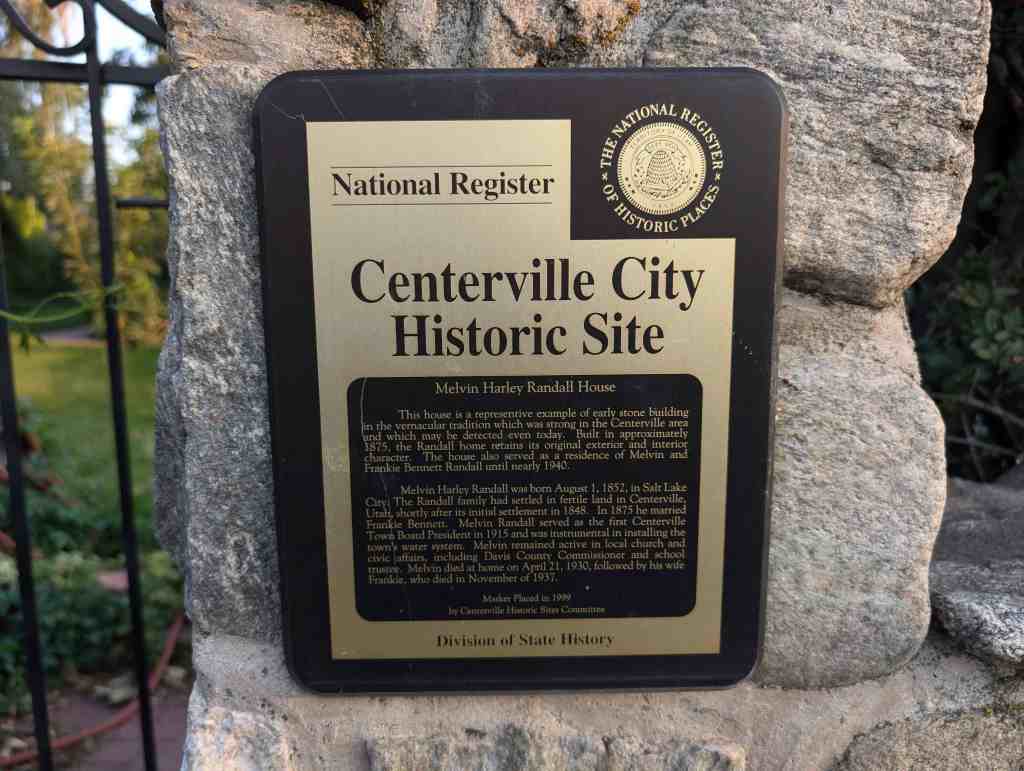 National Register
THE NATIONAL REGISTER
OF HISTORIC PLACES
Centerville City
Historic Site
Melvin Harley Randall House
This house is a representive example of early stone building
in the vernacular tradition which was strong in the Centerville area
and which may be detected even today. Built in approximately
1875, the Randall home retains its original exterior and interior
character. The house also served as a residence of Melvin and
Frankie Bennett Randall until nearly 1940.
Melvin Harley Randall was born August 1, 1852, in Salt Lake
City. The Randall family had settled in fertile land in Centerville,
Utah, shortly after its initial settlement in 1848. In 1875 he married
Frankie Bennett. Melvin Randall served as the first Centerville
Town Board President in 1915 and was instrumental in installing the
town's water system. Melvin remained active in local church and
civic affairs, including Davis County Commissioner and school
trustee. Melvin died at home on April 21, 1930, followed by his wife
Frankie, who died in November of 1937.
Marker Placed in 1999
by Centerville Historic Sites Committee
Division of State History